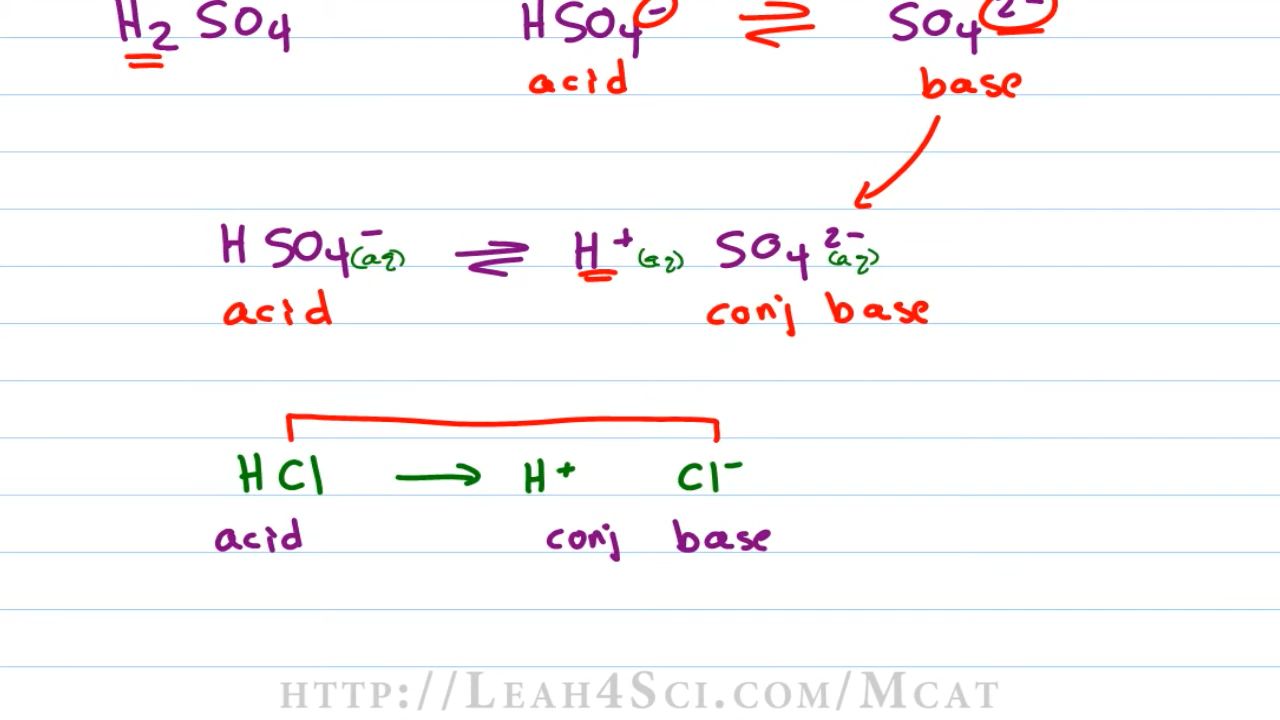 H₂SO₄ HSO₄⁻ ⇌ SO₄²⁻
acid base
HSO₄⁻(aq) ⇌ H⁺(aq) SO₄²⁻(aq)
acid conj base
HCl → H⁺ Cl⁻
acid conj base
HTTP://LEAH4SCI.COM/MCAT